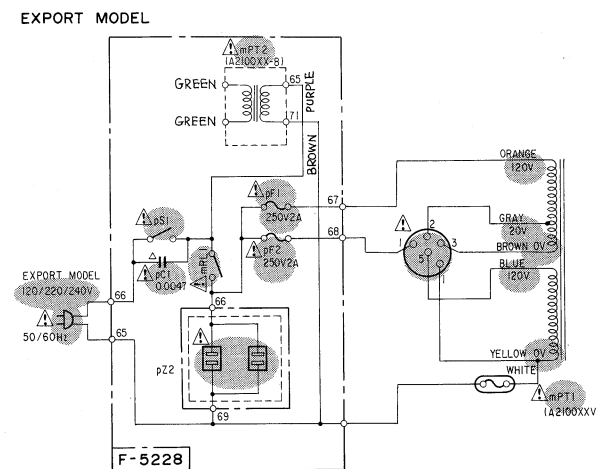 EXPORT MODEL
mPT2
(A2100XX-B)
GREEN
65
PURPLE
GREEN
71
BROWN
ORANGE
120V
pF1
250V2A
67
pS1
GRAY
20V
2
68
1
3
BROWN 0V
pF2
250V2A
5
BLUE
120V
EXPORT MODEL
120/220/240V
pC1
0.0047
mRL1
66
66
1
50/60Hz
65
pZ2
YELLOW 0V
WHITE
mPT1
(A2100XXV
69
F-5228